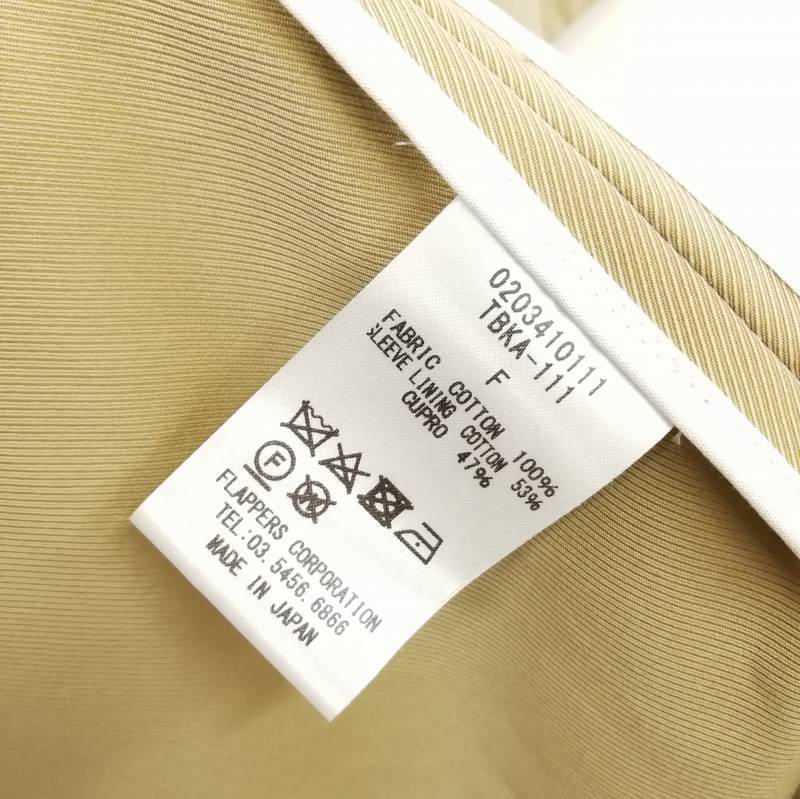 0203410111
TBKA-111
F
FABRIC COTTON 100%
SLEEVE LINING COTTON 53%
CUPRO 47%
F
FLAPPERS CORPORATION
TEL:03.5456.6866
MADE IN JAPAN